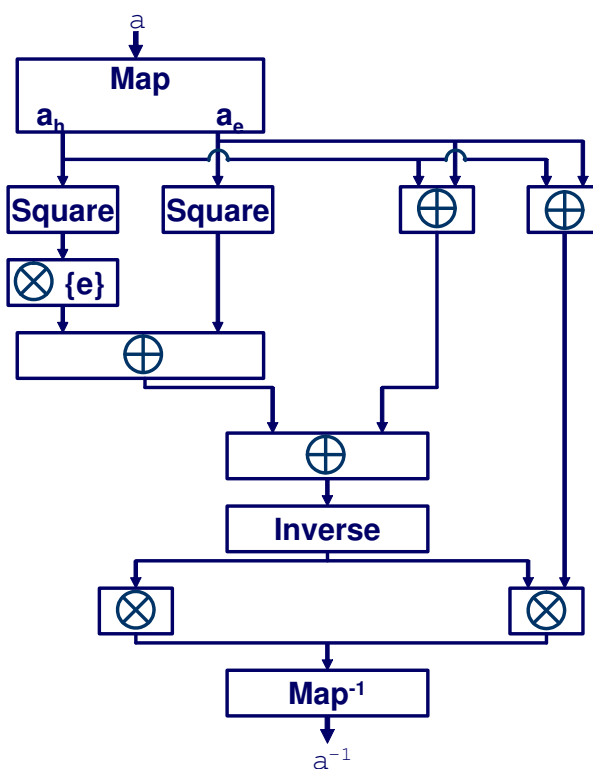 a
Map
aₕ aₑ
Square Square ⊕ ⊕
⊗ {e}
⊕
⊕
Inverse
⊗ ⊗
Map⁻¹
a⁻¹